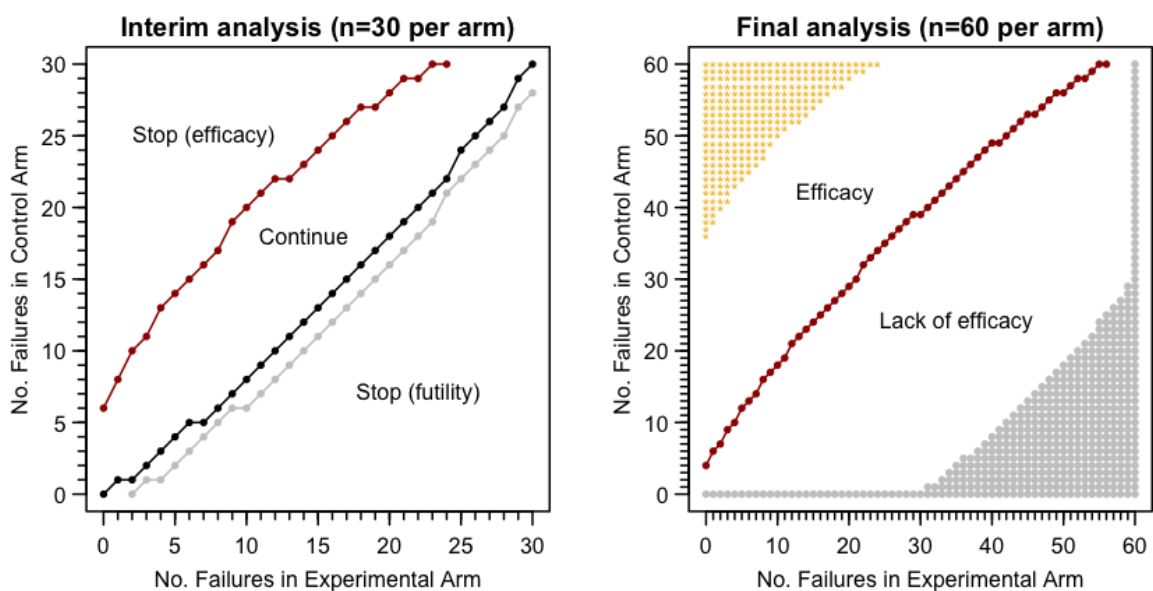 Interim analysis (n=30 per arm)
No. Failures in Control Arm
30
25
20
15
10
5
0
Stop (efficacy)
Continue
Stop (futility)
0 5 10 15 20 25 30
No. Failures in Experimental Arm
Final analysis (n=60 per arm)
No. Failures in Control Arm
60
50
40
30
20
10
0
Efficacy
Lack of efficacy
0 10 20 30 40 50 60
No. Failures in Experimental Arm